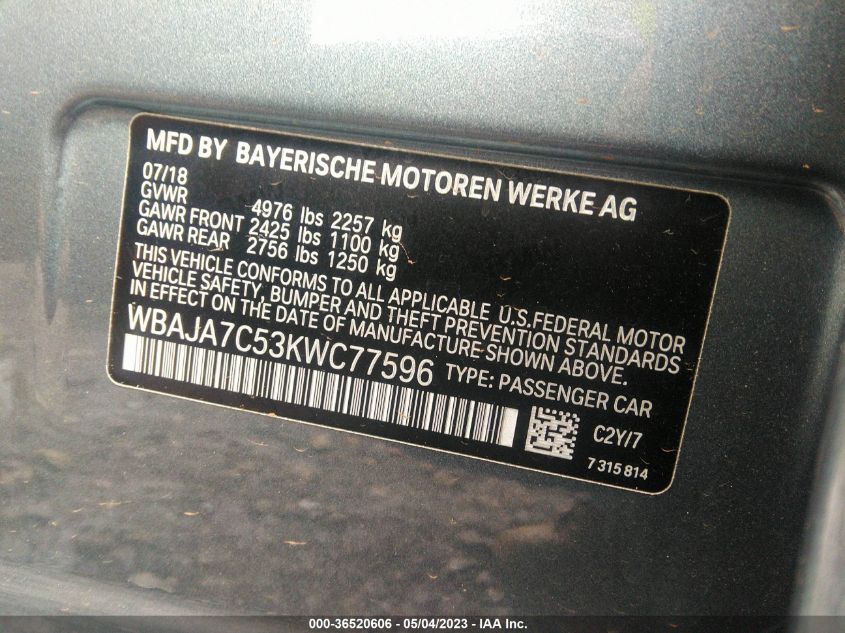 MFD BY BAYERISCHE MOTOREN WERKE AG
07/18
GVWR 4976 lbs 2257 kg
GAWR FRONT 2425 lbs 1100 kg
GAWR REAR 2756 lbs 1250 kg
THIS VEHICLE CONFORMS TO ALL APPLICABLE U.S.FEDERAL MOTOR
VEHICLE SAFETY, BUMPER AND THEFT PREVENTION STANDARDS
IN EFFECT ON THE DATE OF MANUFACTURE SHOWN ABOVE.
WBAJA7C53KWC77596 TYPE: PASSENGER CAR
C2Y/7
7 315 814
000-36520606 - 05/04/2023 - IAA Inc.